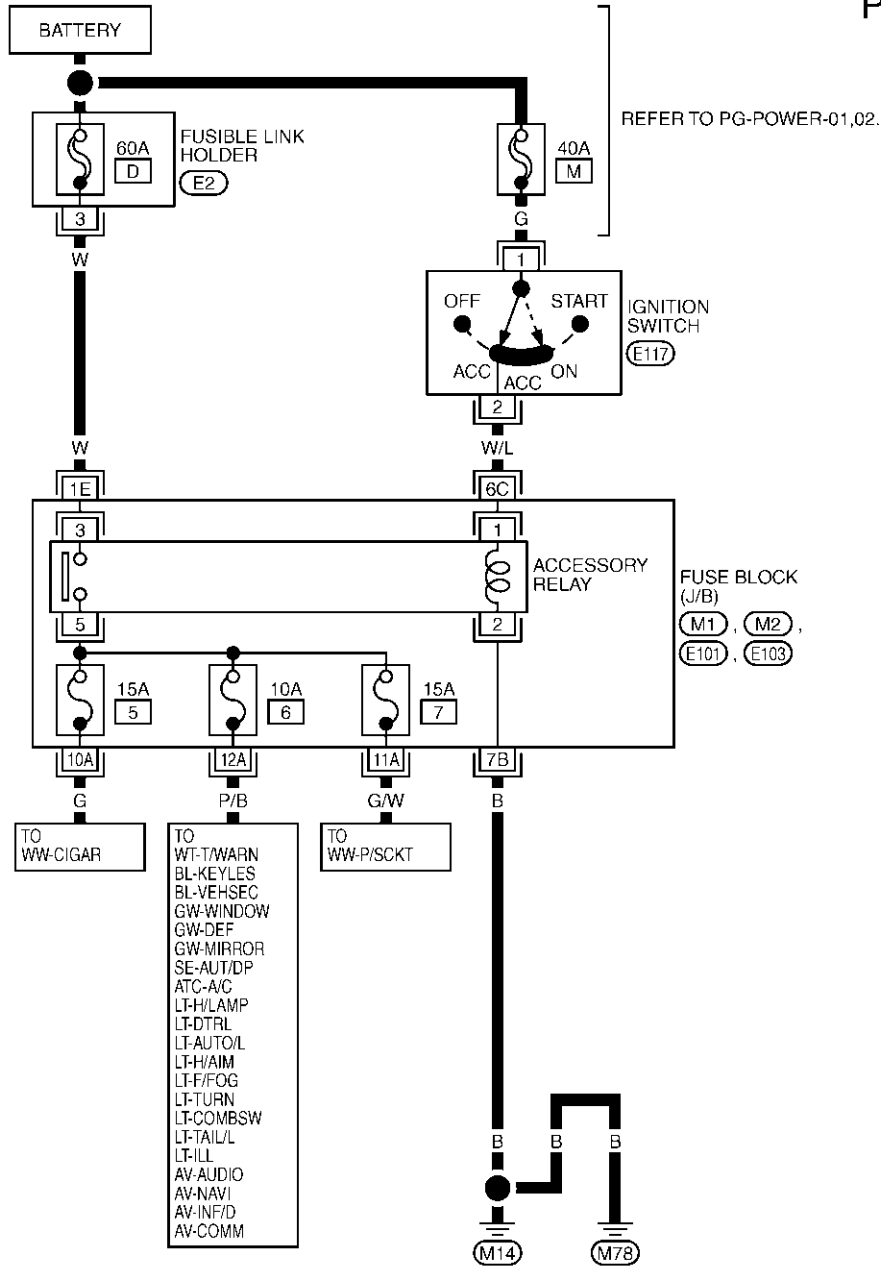 P
BATTERY
REFER TO PG-POWER-01,02.
60A
D
FUSIBLE LINK
HOLDER
E2
40A
M
3
G
W
1
OFF
START
IGNITION
SWITCH
E117
ACC
ACC
ON
2
W
W/L
1E
6C
3
1
ACCESSORY
RELAY
FUSE BLOCK
(J/B)
M1 , M2 ,
E101 , E103
5
2
15A
5
10A
6
15A
7
10A
12A
11A
7B
G
P/B
G/W
B
TO
WW-CIGAR
TO
WT-T/WARN
BL-KEYLES
BL-VEHSEC
GW-WINDOW
GW-DEF
GW-MIRROR
SE-AUT/DP
ATC-A/C
LT-H/LAMP
LT-DTRL
LT-AUTO/L
LT-H/AIM
LT-F/FOG
LT-TURN
LT-COMBSW
LT-TAIL/L
LT-ILL
AV-AUDIO
AV-NAVI
AV-INF/D
AV-COMM
TO
WW-P/SCKT
B
B
B
M14
M78